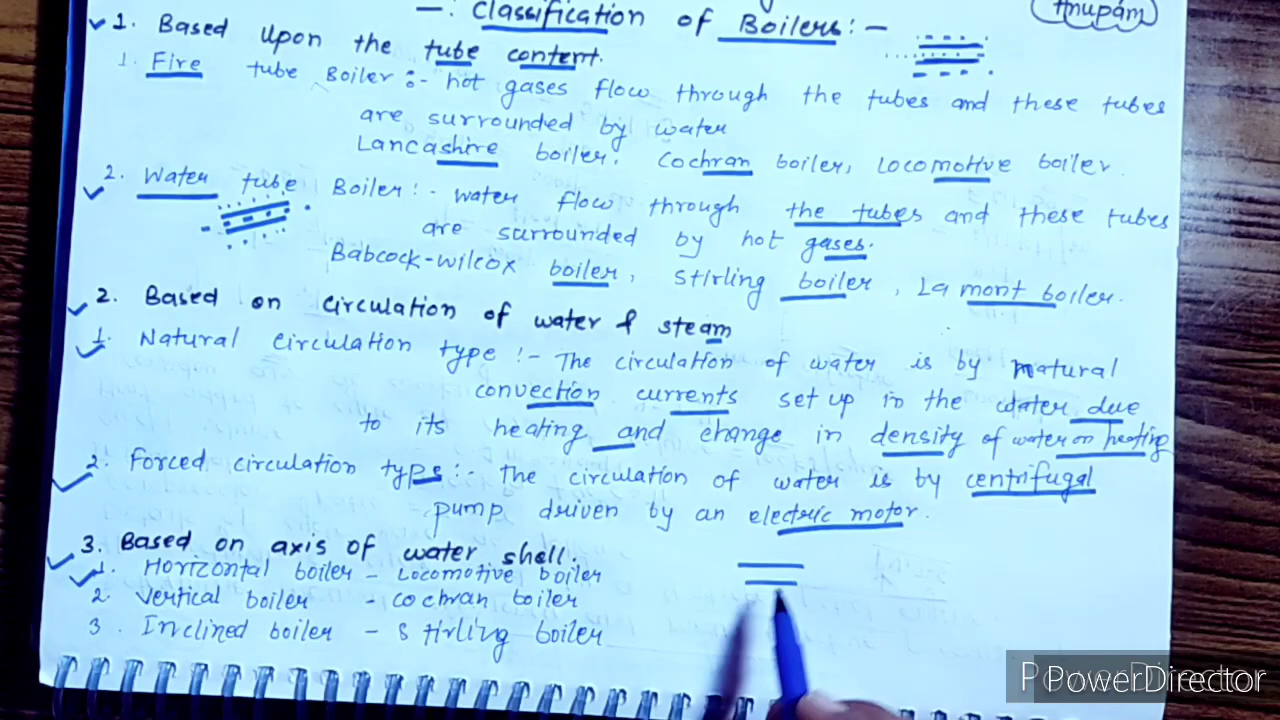 Anupam
-: Classification of Boilers:-
1. Based upon the tube content.
1. Fire tube Boiler:- hot gases flow through the tubes and these tubes
are surrounded by water
Lancashire boiler, Cochran boiler, Locomotive boiler.
2. Water tube Boiler:- water flow through the tubes and these tubes
are surrounded by hot gases.
Babcock-wilcox boiler, stirling boiler, La mont boiler.
2. Based on circulation of water & steam
1. Natural circulation type :- The circulation of water is by natural
convection currents set up in the water due
to its heating and change in density of water on heating
2. Forced circulation type:- The circulation of water is by centrifugal
pump driven by an electric motor.
3. Based on axis of water shell.
1. Horizontal boiler - Locomotive boiler
2. Vertical boiler - cochran boiler
3. Inclined boiler - Stirling boiler
PowerDirector